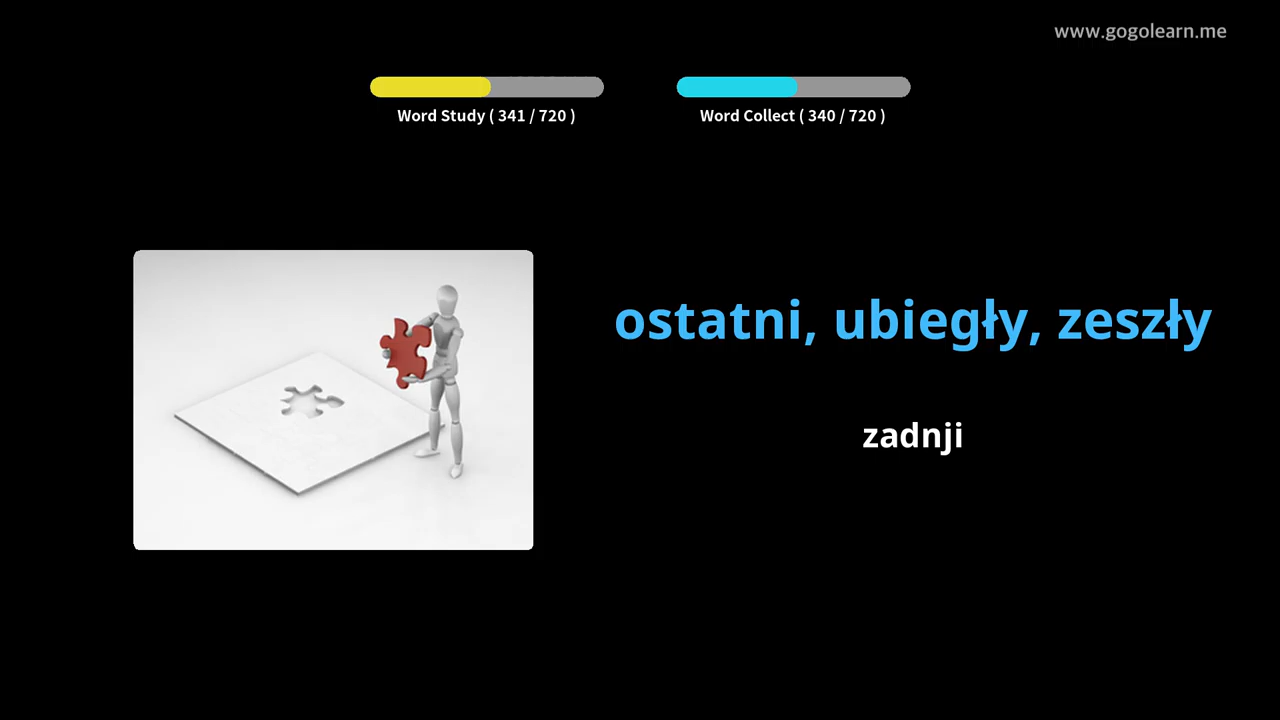 www.gogolearn.me
Word Study ( 341 / 720 )
Word Collect ( 340 / 720 )
ostatni, ubiegły, zeszły
zadnji